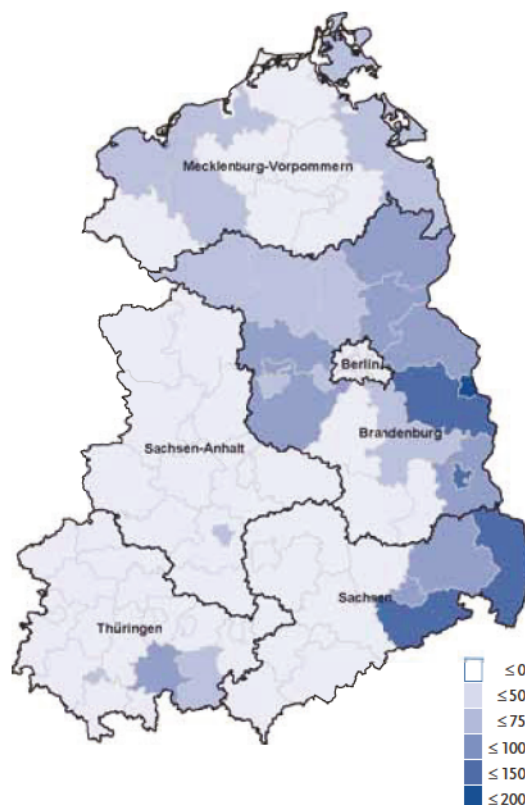 Mecklenburg-Vorpommern
Berlin
Brandenburg
Sachsen-Anhalt
Sachsen
Thüringen
≤0
≤50
≤75
≤100
≤150
≤200